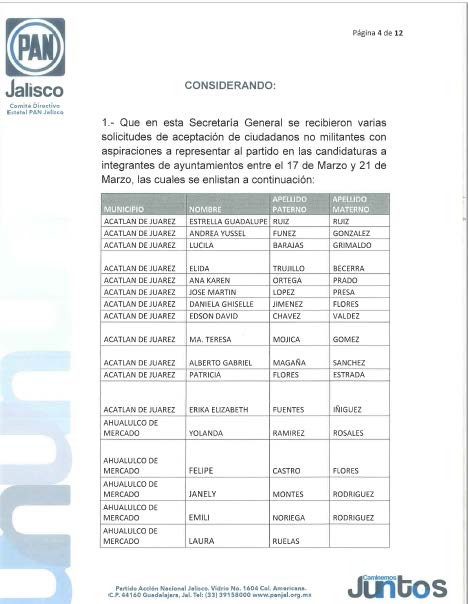 PAN
Jalisco
Comité Directivo
Estatal PAN Jalisco
Página 4 de 12
CONSIDERANDO:
1.- Que en esta Secretaría General se recibieron varias
solicitudes de aceptación de ciudadanos no militantes con
aspiraciones a representar al partido en las candidaturas a
integrantes de ayuntamientos entre el 17 de Marzo y 21 de
Marzo, las cuales se enlistan a continuación:
MUNICIPIO NOMBRE APELLIDO PATERNO APELLIDO MATERNO
ACATLAN DE JUAREZ ESTRELLA GUADALUPE RUIZ RUIZ
ACATLAN DE JUAREZ ANDREA YUSSEL FUNEZ GONZALEZ
ACATLAN DE JUAREZ LUCILA BARAJAS GRIMALDO
ACATLAN DE JUAREZ ELIDA TRUJILLO BECERRA
ACATLAN DE JUAREZ ANA KAREN ORTEGA PRADO
ACATLAN DE JUAREZ JOSE MARTIN LOPEZ PRESA
ACATLAN DE JUAREZ DANIELA GHISELLE JIMENEZ FLORES
ACATLAN DE JUAREZ EDSON DAVID CHAVEZ VALDEZ
ACATLAN DE JUAREZ MA. TERESA MOJICA GOMEZ
ACATLAN DE JUAREZ ALBERTO GABRIEL MAGAÑA SANCHEZ
ACATLAN DE JUAREZ PATRICIA FLORES ESTRADA
ACATLAN DE JUAREZ ERIKA ELIZABETH FUENTES IÑIGUEZ
AHUALULCO DE MERCADO YOLANDA RAMIREZ ROSALES
AHUALULCO DE MERCADO FELIPE CASTRO FLORES
AHUALULCO DE MERCADO JANELY MONTES RODRIGUEZ
AHUALULCO DE MERCADO EMILI NORIEGA RODRIGUEZ
AHUALULCO DE MERCADO LAURA RUELAS
Partido Acción Nacional Jalisco. Vidrio No. 1604 Col. Americana.
C.P. 44160 Guadalajara, Jal. Tel: (33) 39158000 www.panjal.org.mx
Caminemos
Juntos